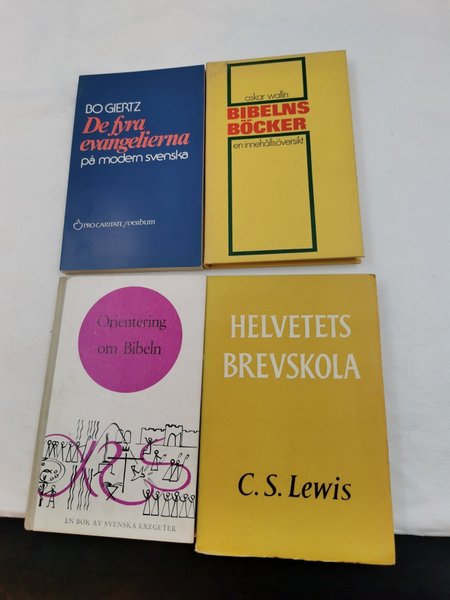 BO GIERTZ
De fyra
evangelierna
på modern svenska
PRO CARITATE/verbum
oskar wallin
BIBELNS
BÖCKER
en innehållsöversikt
Orientering
om Bibeln
EN BOK AV SVENSKA EXEGETER
HELVETETS
BREVSKOLA
C. S. Lewis